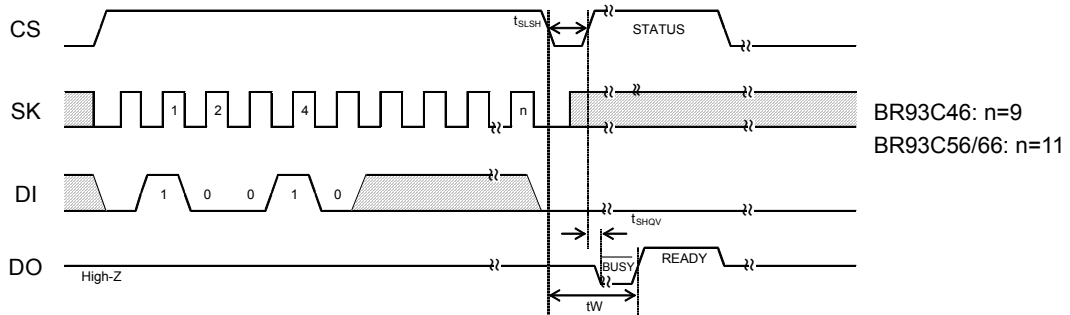 CS
tSLSH
STATUS
SK
1 2 4 n
BR93C46: n=9
BR93C56/66: n=11
DI
1 0 0 1 0
tSHQV
DO
High-Z
BUSY
READY
tW